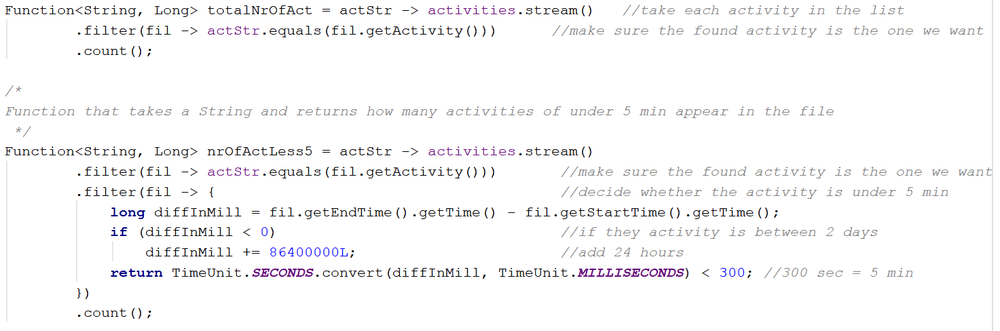 Function<String, Long> totalNrOfAct = actStr -> activities.stream()   //take each activity in the list
        .filter(fil -> actStr.equals(fil.getActivity()))      //make sure the found activity is the one we want
        .count();

/*
Function that takes a String and returns how many activities of under 5 min appear in the file
 */
Function<String, Long> nrOfActLess5 = actStr -> activities.stream()
        .filter(fil -> actStr.equals(fil.getActivity()))       //make sure the found activity is the one we want
        .filter(fil -> {                                       //decide whether the activity is under 5 min
            long diffInMill = fil.getEndTime().getTime() - fil.getStartTime().getTime();
            if (diffInMill < 0)                                //if they activity is between 2 days
                diffInMill += 86400000L;                       //add 24 hours
            return TimeUnit.SECONDS.convert(diffInMill, TimeUnit.MILLISECONDS) < 300; //300 sec = 5 min
        })
        .count();